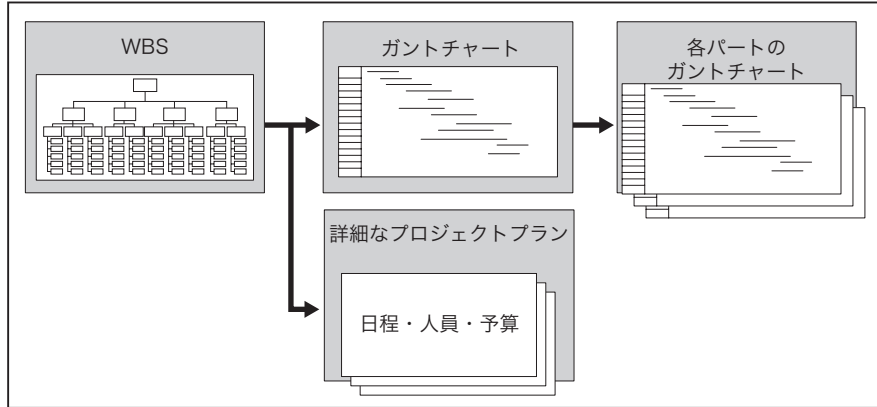 WBS
ガントチャート
各パートの
ガントチャート
詳細なプロジェクトプラン
日程・人員・予算